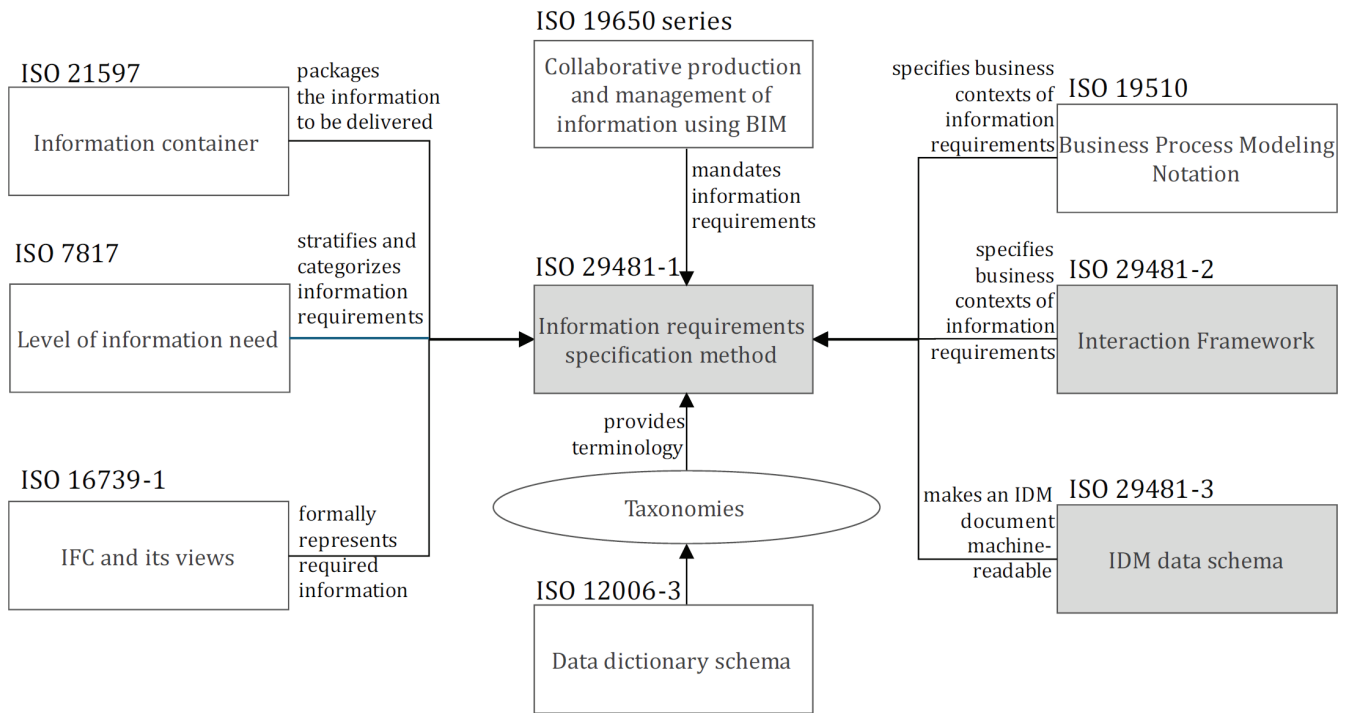 ISO 19650 series
Collaborative production
and management of
information using BIM
mandates
information
requirements
ISO 21597
Information container
packages
the information
to be delivered
ISO 7817
Level of information need
stratifies and
categorizes
information
requirements
ISO 16739-1
IFC and its views
formally
represents
required
information
ISO 29481-1
Information requirements
specification method
provides
terminology
Taxonomies
ISO 12006-3
Data dictionary schema
specifies business
contexts of
information
requirements
ISO 19510
Business Process Modeling
Notation
specifies
business
contexts of
information
requirements
ISO 29481-2
Interaction Framework
makes an IDM
document
machine-
readable
ISO 29481-3
IDM data schema